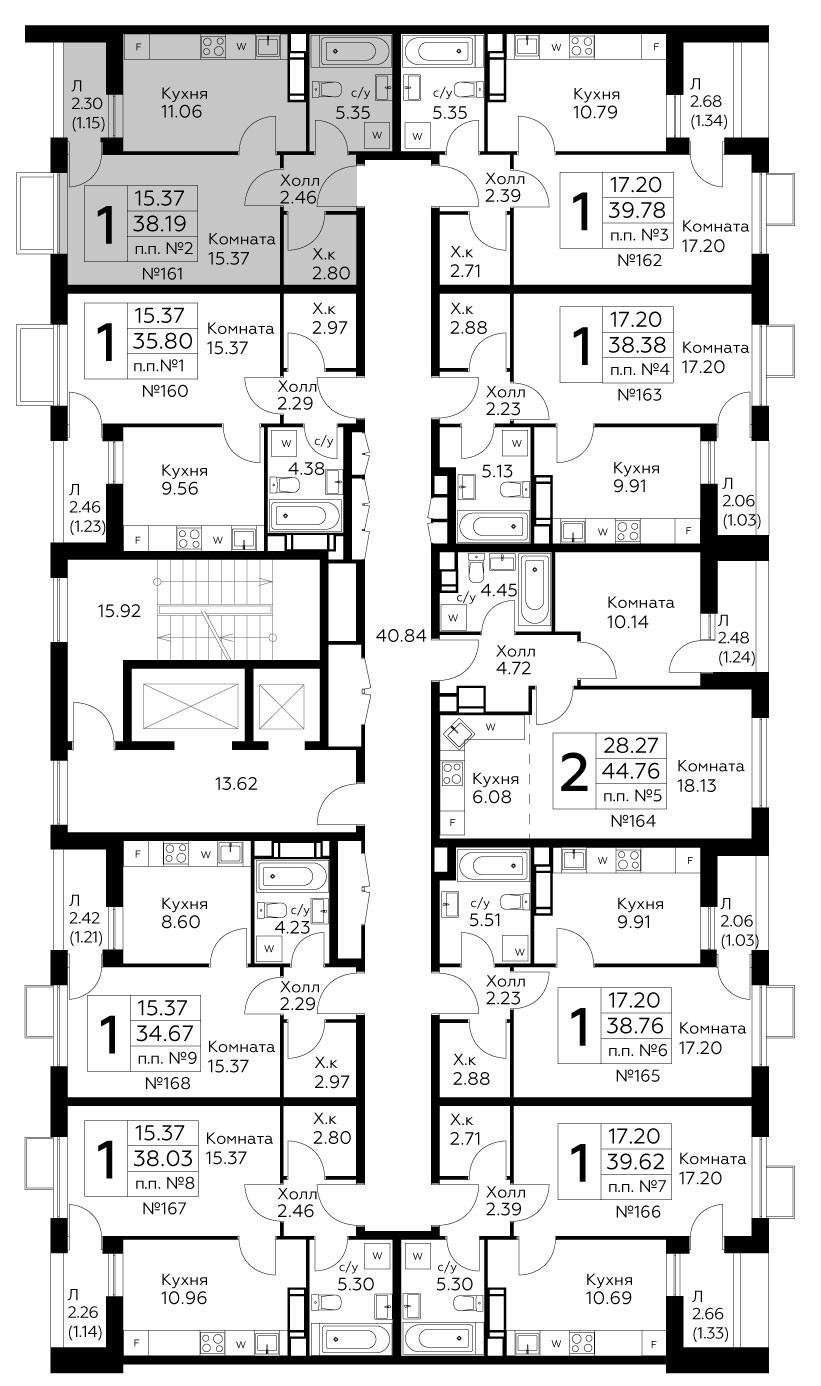 F
W
Л
2.30
(1.15)
Кухня
11.06
с/у
5.35
W
Холл
2.46
1
15.37
38.19
п.п. №2
№161
Комната
15.37
Х.к
2.80
W
F
с/у
5.35
W
Кухня
10.79
Л
2.68
(1.34)
Холл
2.39
1
17.20
39.78
п.п. №3
№162
Комната
17.20
Х.к
2.71
1
15.37
35.80
п.п.№1
№160
Комната
15.37
Х.к
2.97
Холл
2.29
Л
2.46
(1.23)
Кухня
9.56
F
W
W
с/у
4.38
Х.к
2.88
1
17.20
38.38
п.п. №4
№163
Комната
17.20
Холл
2.23
W
с/у
5.13
Кухня
9.91
W
F
Л
2.06
(1.03)
15.92
40.84
13.62
с/у
4.45
W
Комната
10.14
Л
2.48
(1.24)
Холл
4.72
W
Кухня
6.08
F
2
28.27
44.76
п.п. №5
№164
Комната
18.13
F
W
Л
2.42
(1.21)
Кухня
8.60
с/у
4.23
W
Холл
2.29
1
15.37
34.67
п.п. №9
№168
Комната
15.37
Х.к
2.97
W
F
с/у
5.51
W
Кухня
9.91
Л
2.06
(1.03)
Холл
2.23
1
17.20
38.76
п.п. №6
№165
Комната
17.20
Х.к
2.88
1
15.37
38.03
п.п. №8
№167
Комната
15.37
Х.к
2.80
Холл
2.46
Л
2.26
(1.14)
Кухня
10.96
F
W
с/у
5.30
W
Х.к
2.71
1
17.20
39.62
п.п. №7
№166
Комната
17.20
Холл
2.39
W
с/у
5.30
Кухня
10.69
W
F
Л
2.66
(1.33)